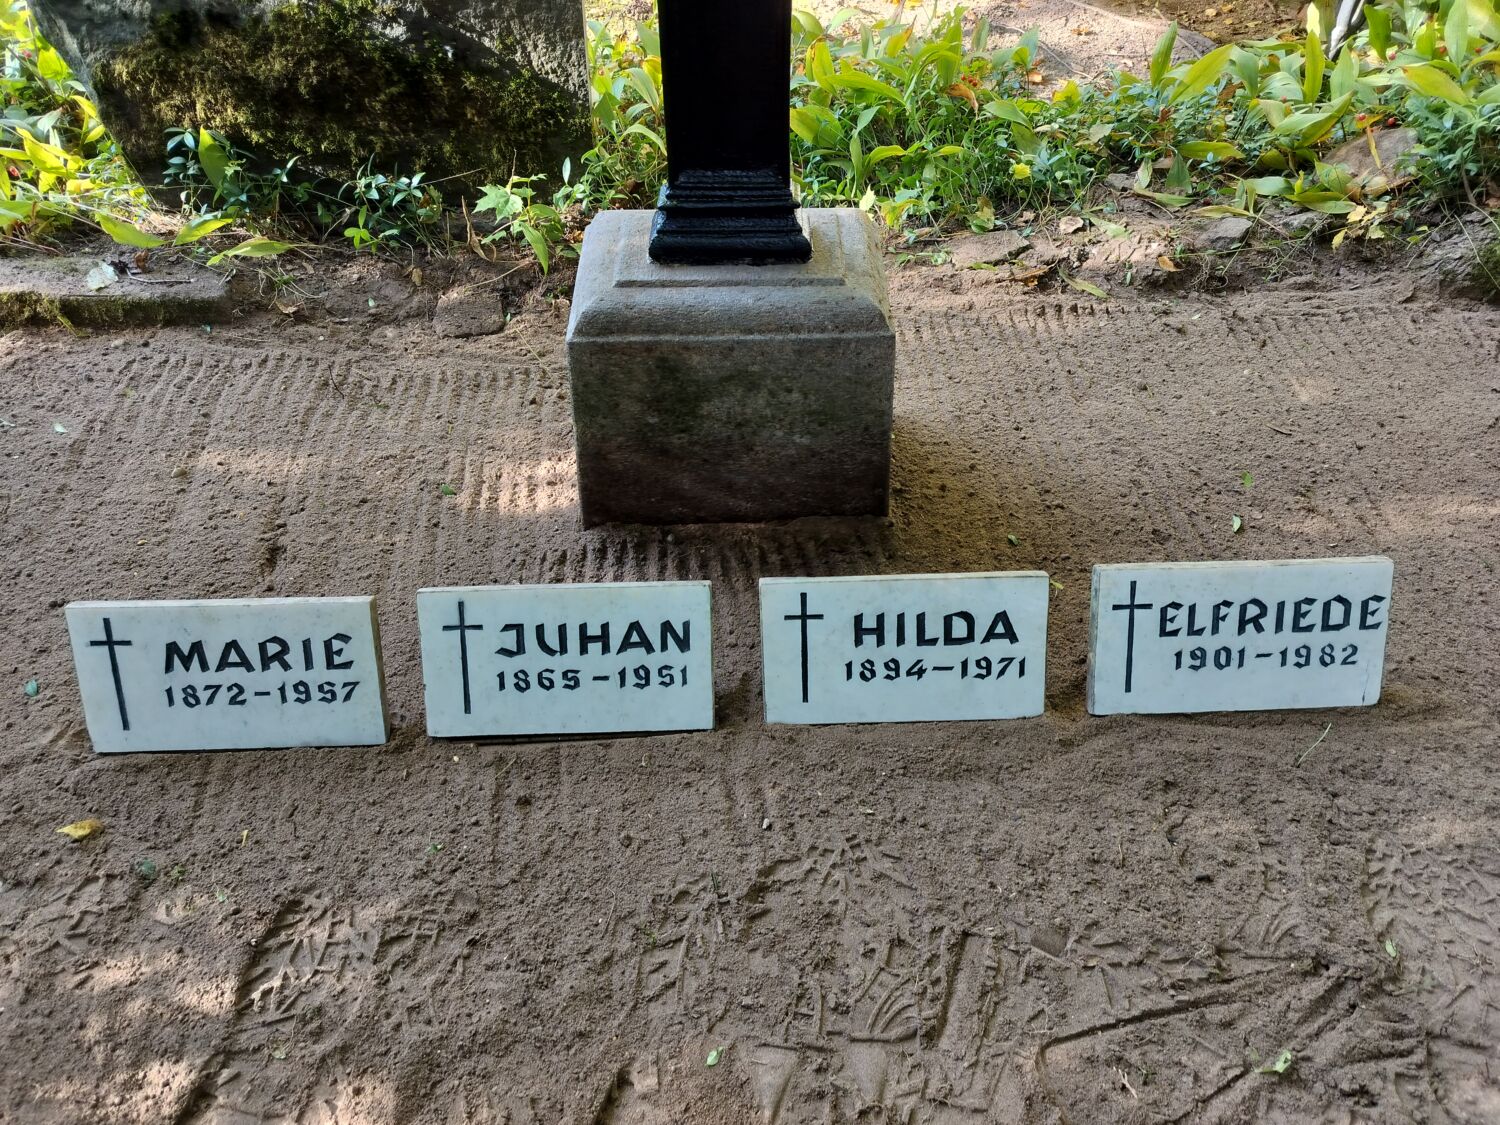 MARIE
1872-1957
JUHAN
1865-1951
HILDA
1894-1971
ELFRIEDE
1901-1982